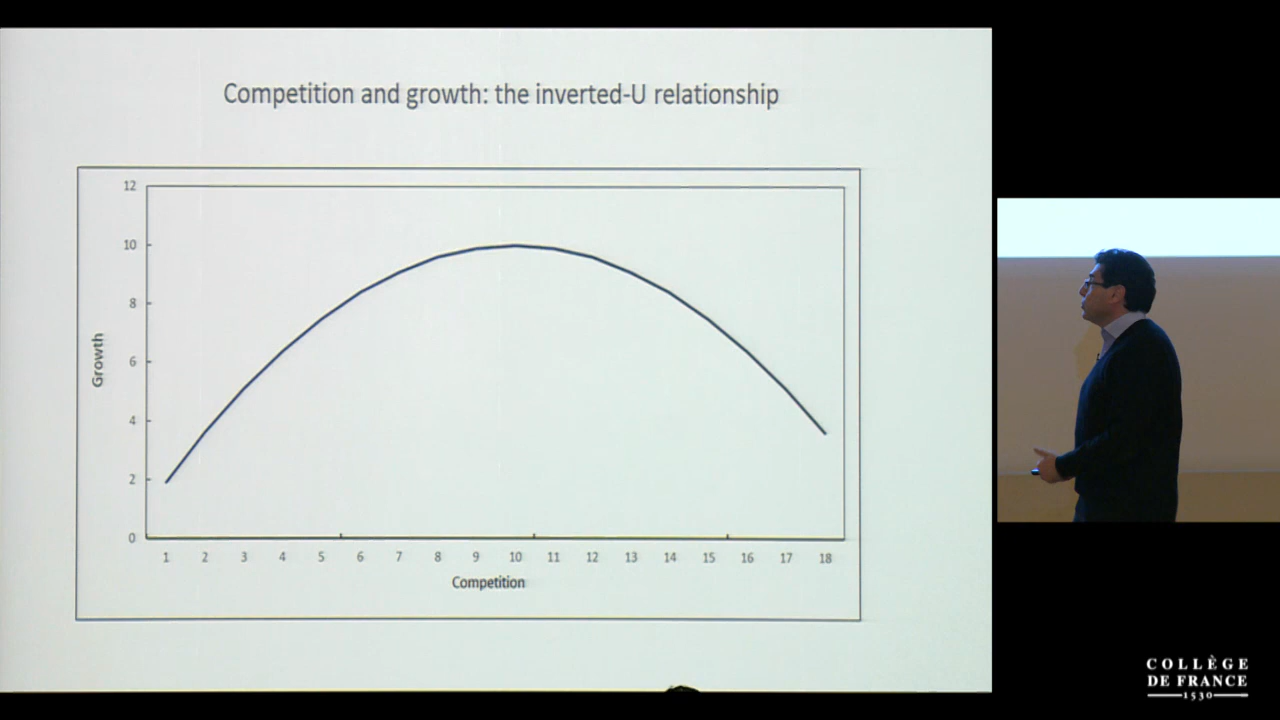 Competition and growth: the inverted-U relationship
12
10
8
6
4
2
0
Growth
1 2 3 4 5 6 7 8 9 10 11 12 13 14 15 16 17 18
Competition
COLLÈGE
DE FRANCE
1530